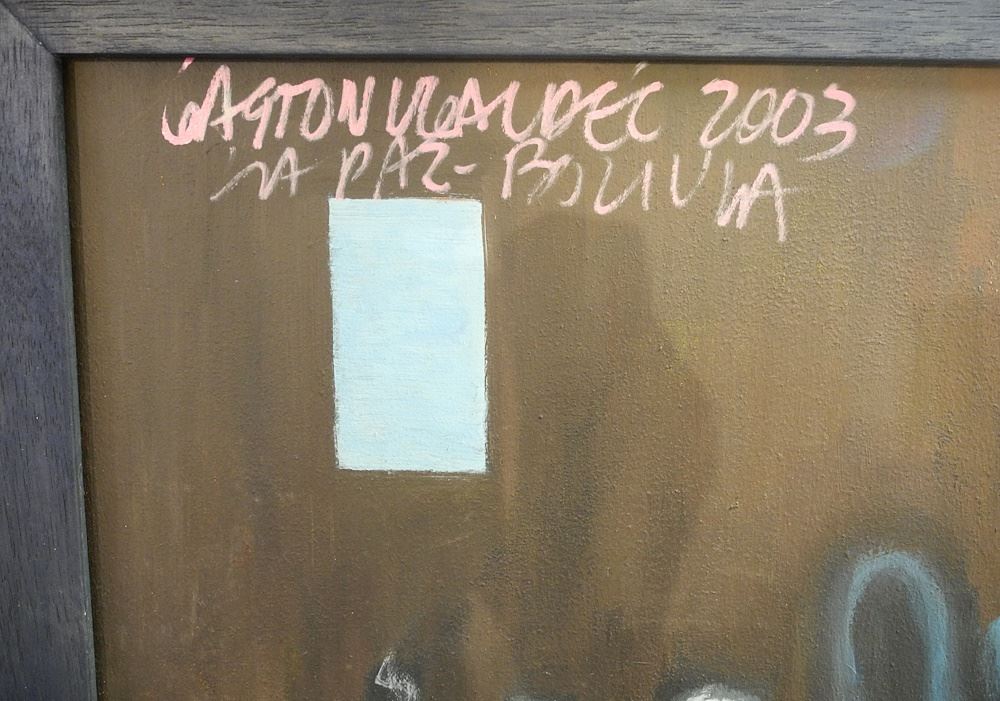 GASTON UGALDE 2003
LA PAZ - BOLIVIA